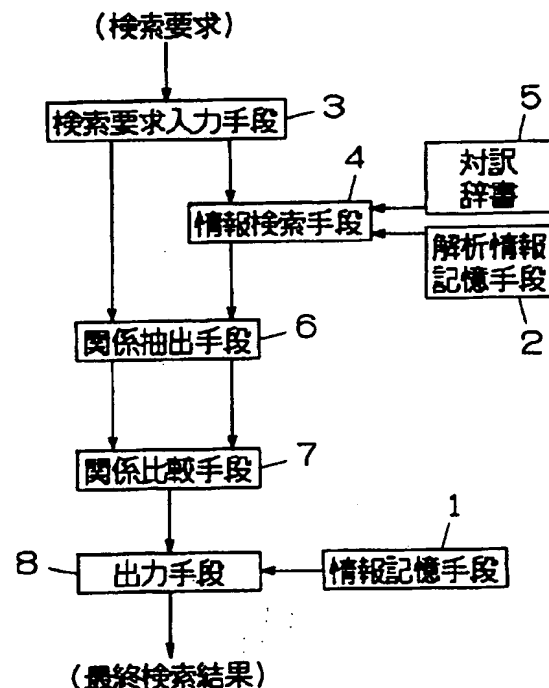 (検索要求)
検索要求入力手段
3
5
対訳
辞書
4
情報検索手段
解析情報
記憶手段
2
関係抽出手段
6
関係比較手段
7
1
8
出力手段
情報記憶手段
(最終検索結果)